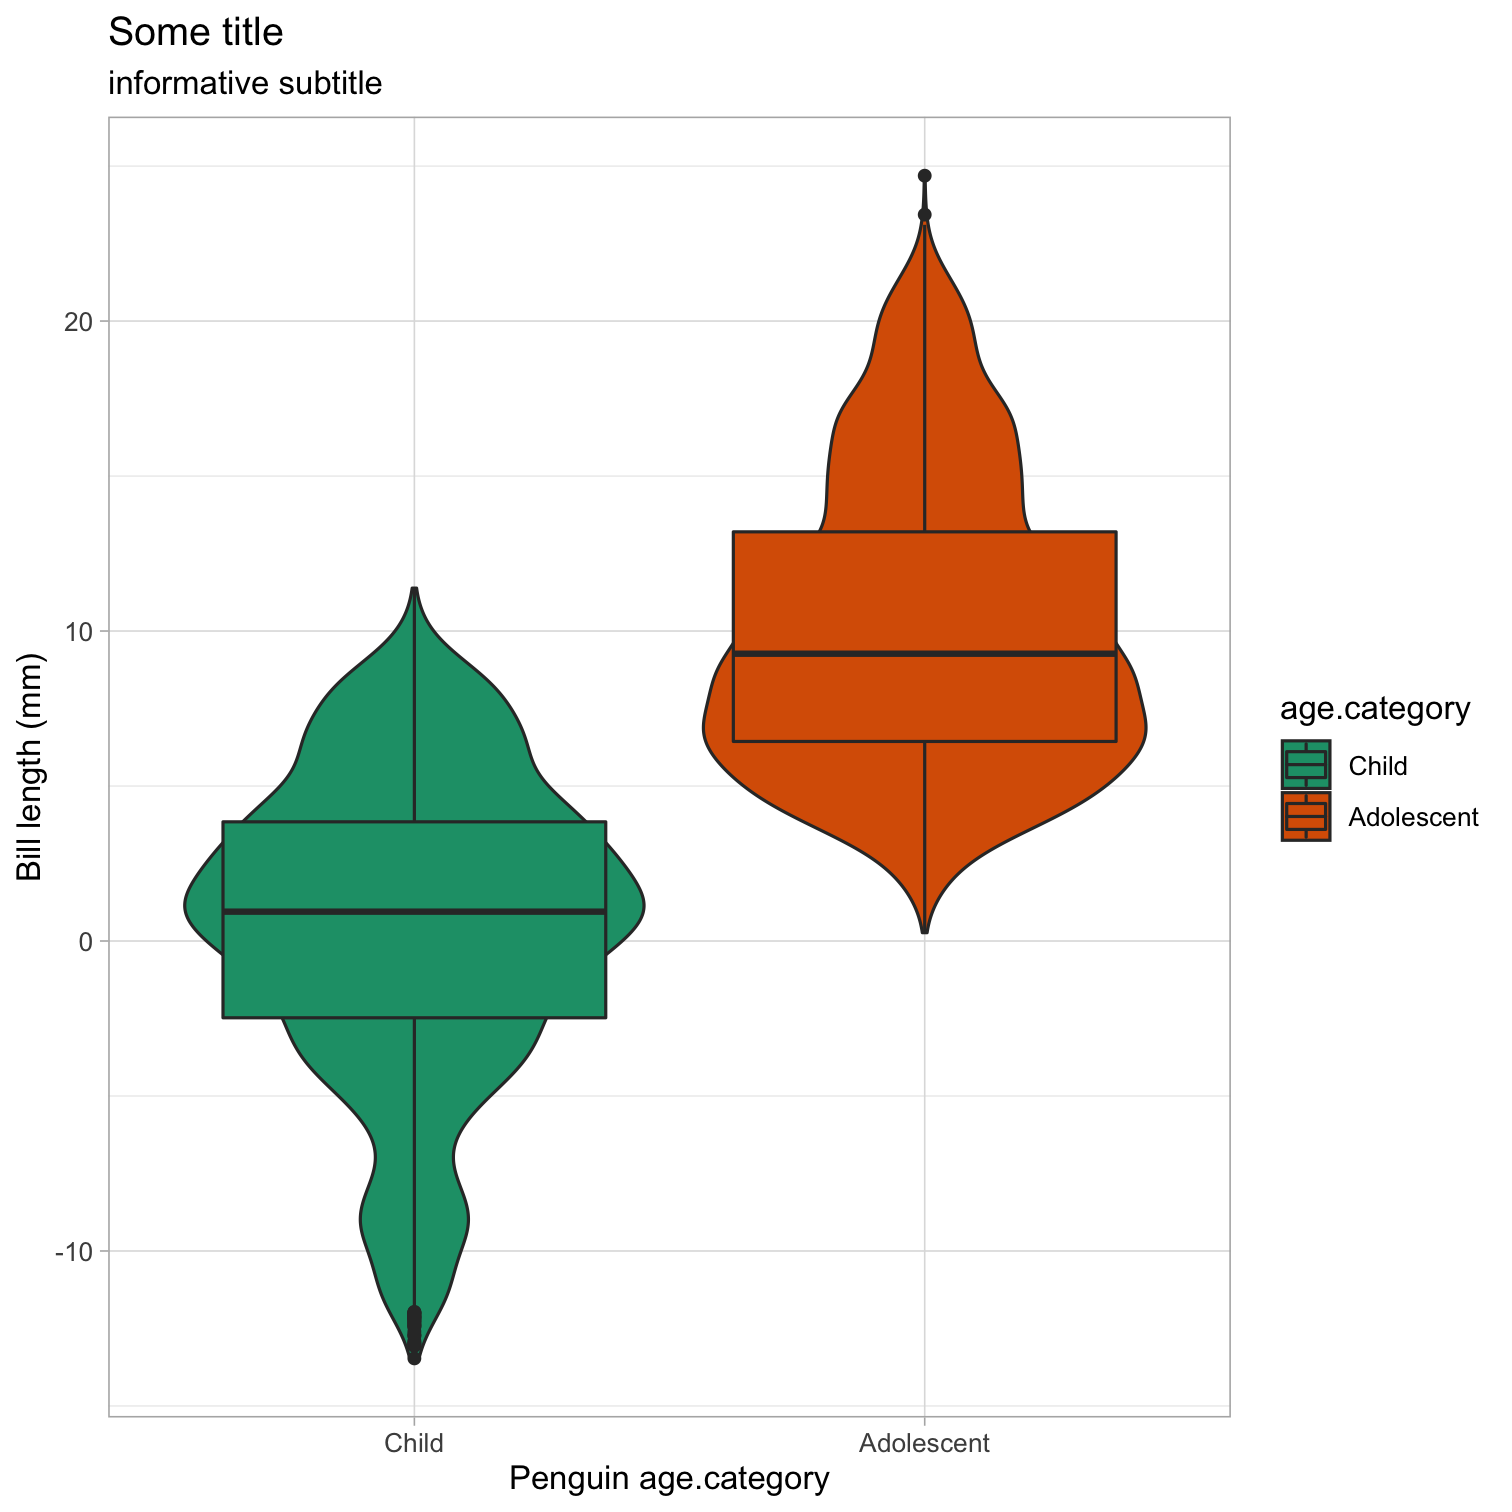 Some title
informative subtitle
Bill length (mm)
20
10
0
-10
Child
Adolescent
Penguin age.category
age.category
Child
Adolescent